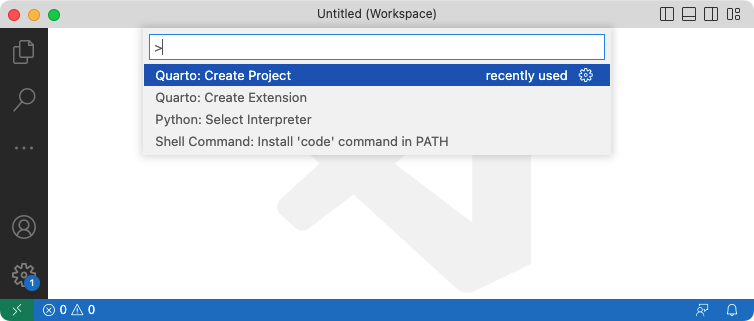 Untitled (Workspace)
>
Quarto: Create Project recently used
Quarto: Create Extension
Python: Select Interpreter
Shell Command: Install 'code' command in PATH
1
0 0